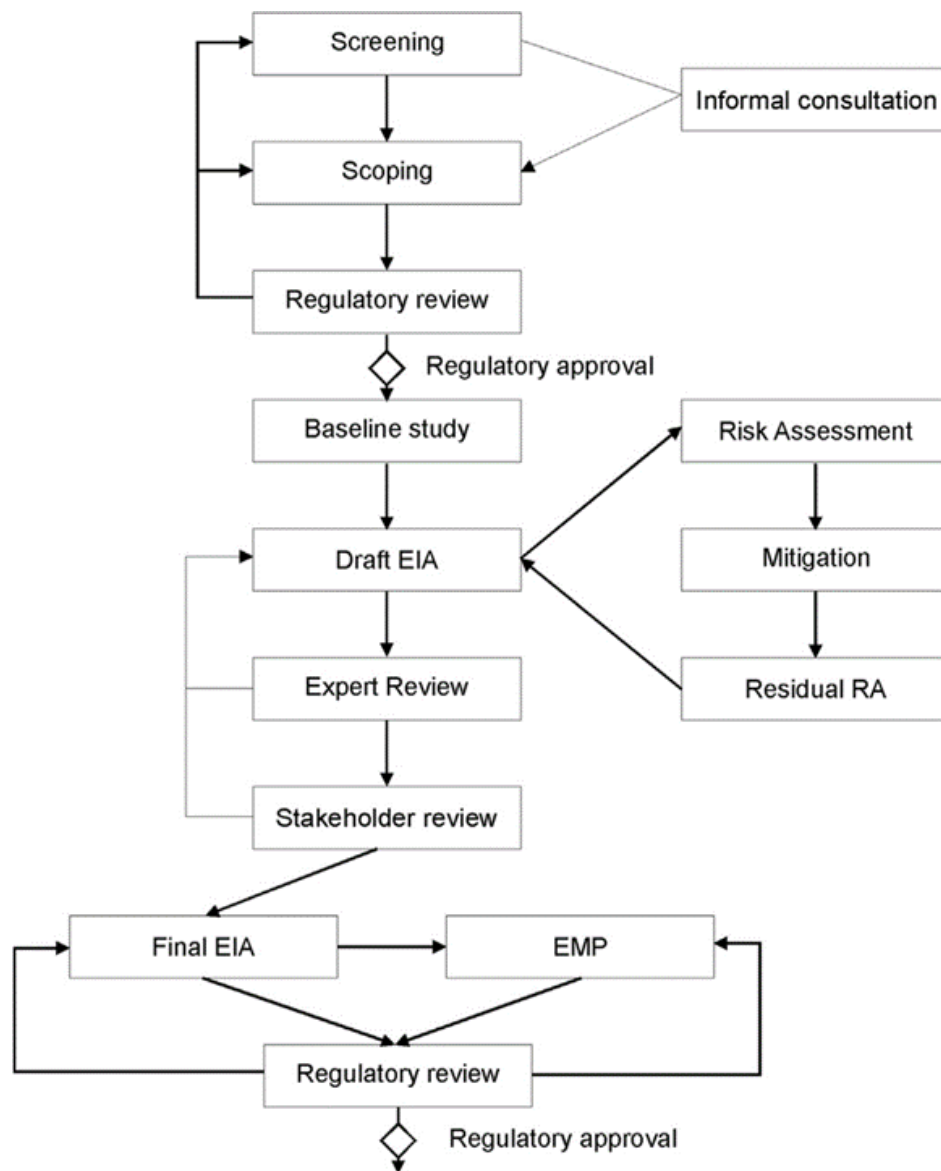 Screening
Informal consultation
Scoping
Regulatory review
Regulatory approval
Baseline study
Risk Assessment
Draft EIA
Mitigation
Expert Review
Residual RA
Stakeholder review
Final EIA
EMP
Regulatory review
Regulatory approval